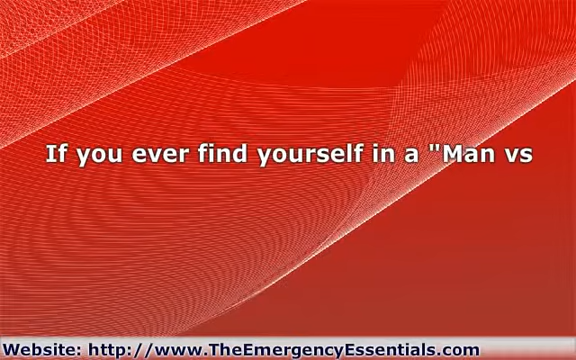 If you ever find yourself in a "Man vs
Website: http://www.TheEmergencyEssentials.com